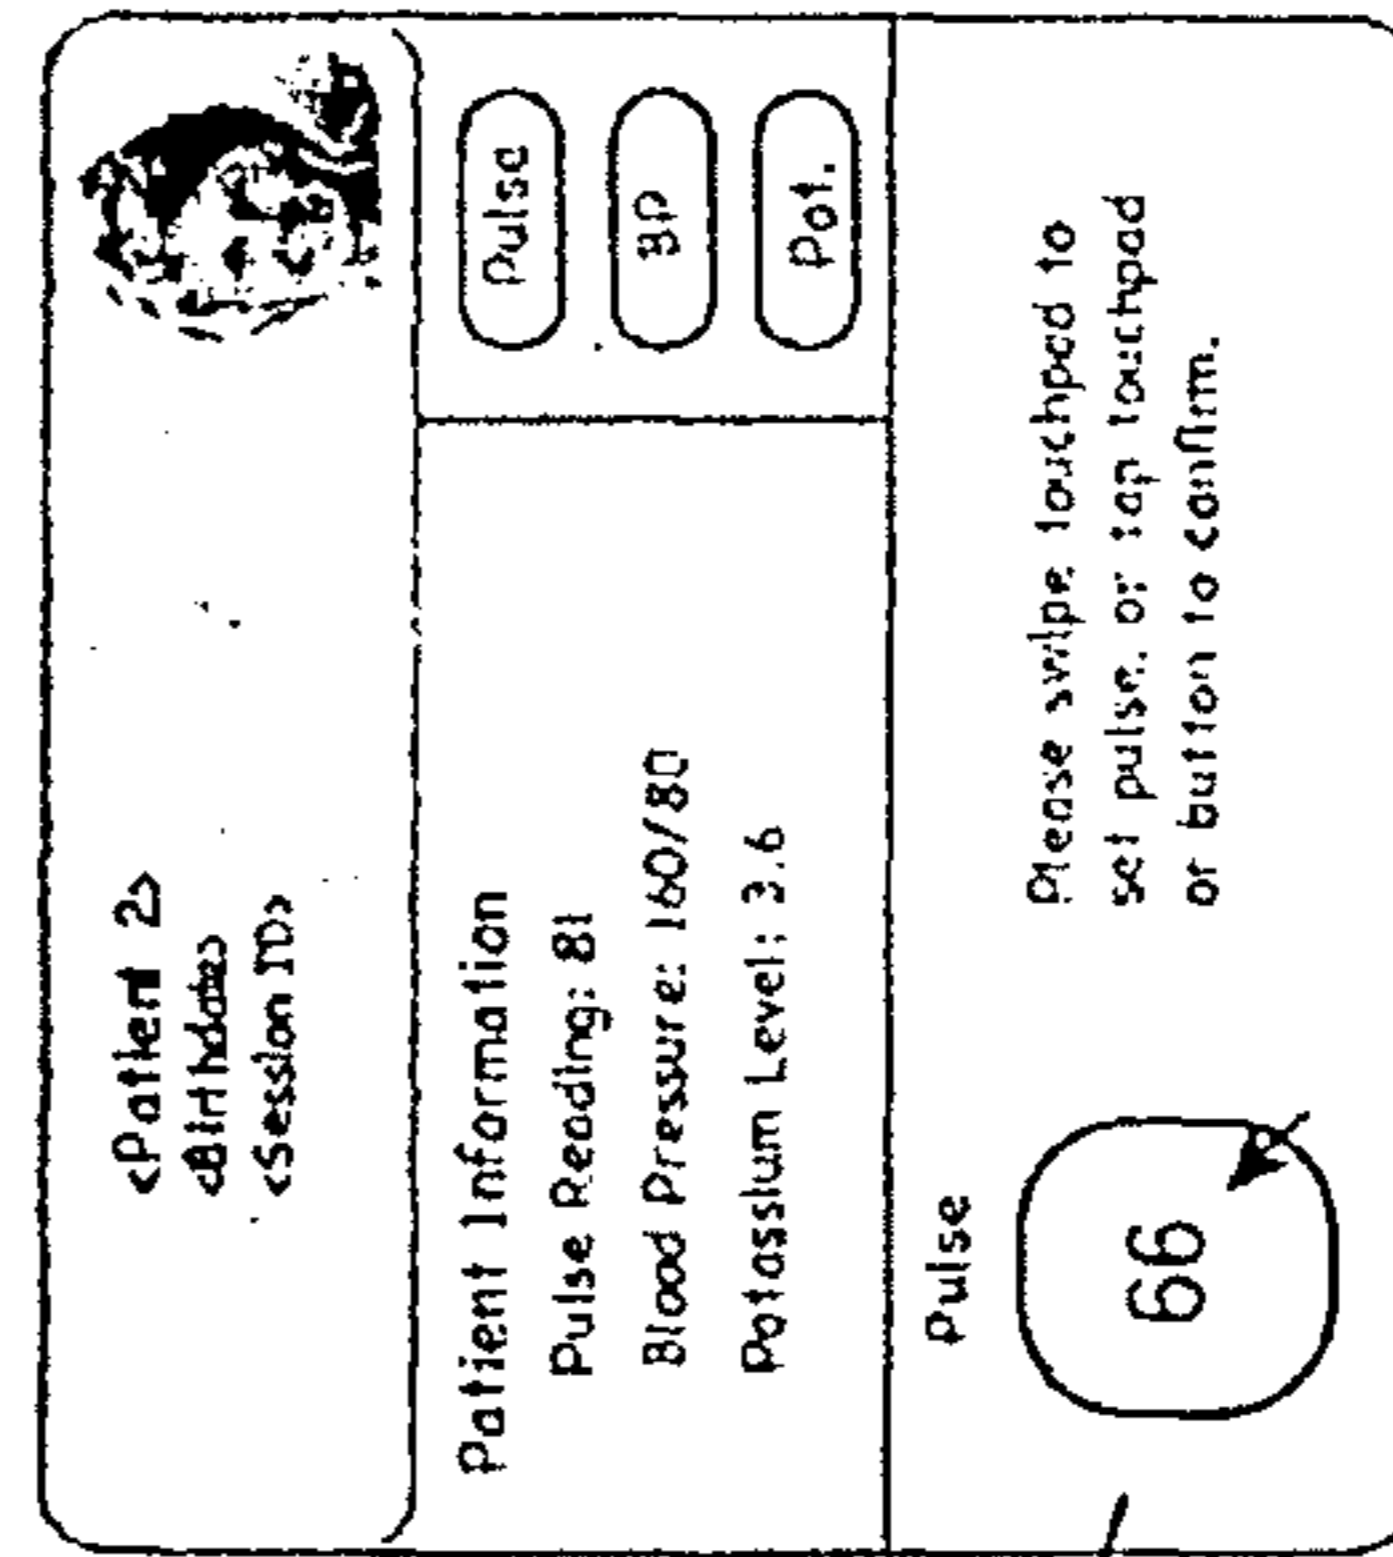 <Patient 2>
<Birthdate>
<Session ID>
Patient Information
Pulse Reading: 81
Blood Pressure: 160/80
Potassium Level: 3.6
Pulse
BP
Pot.
Pulse
66
Please swipe touchpad to
set pulse, or tap touchpad
or button to confirm.